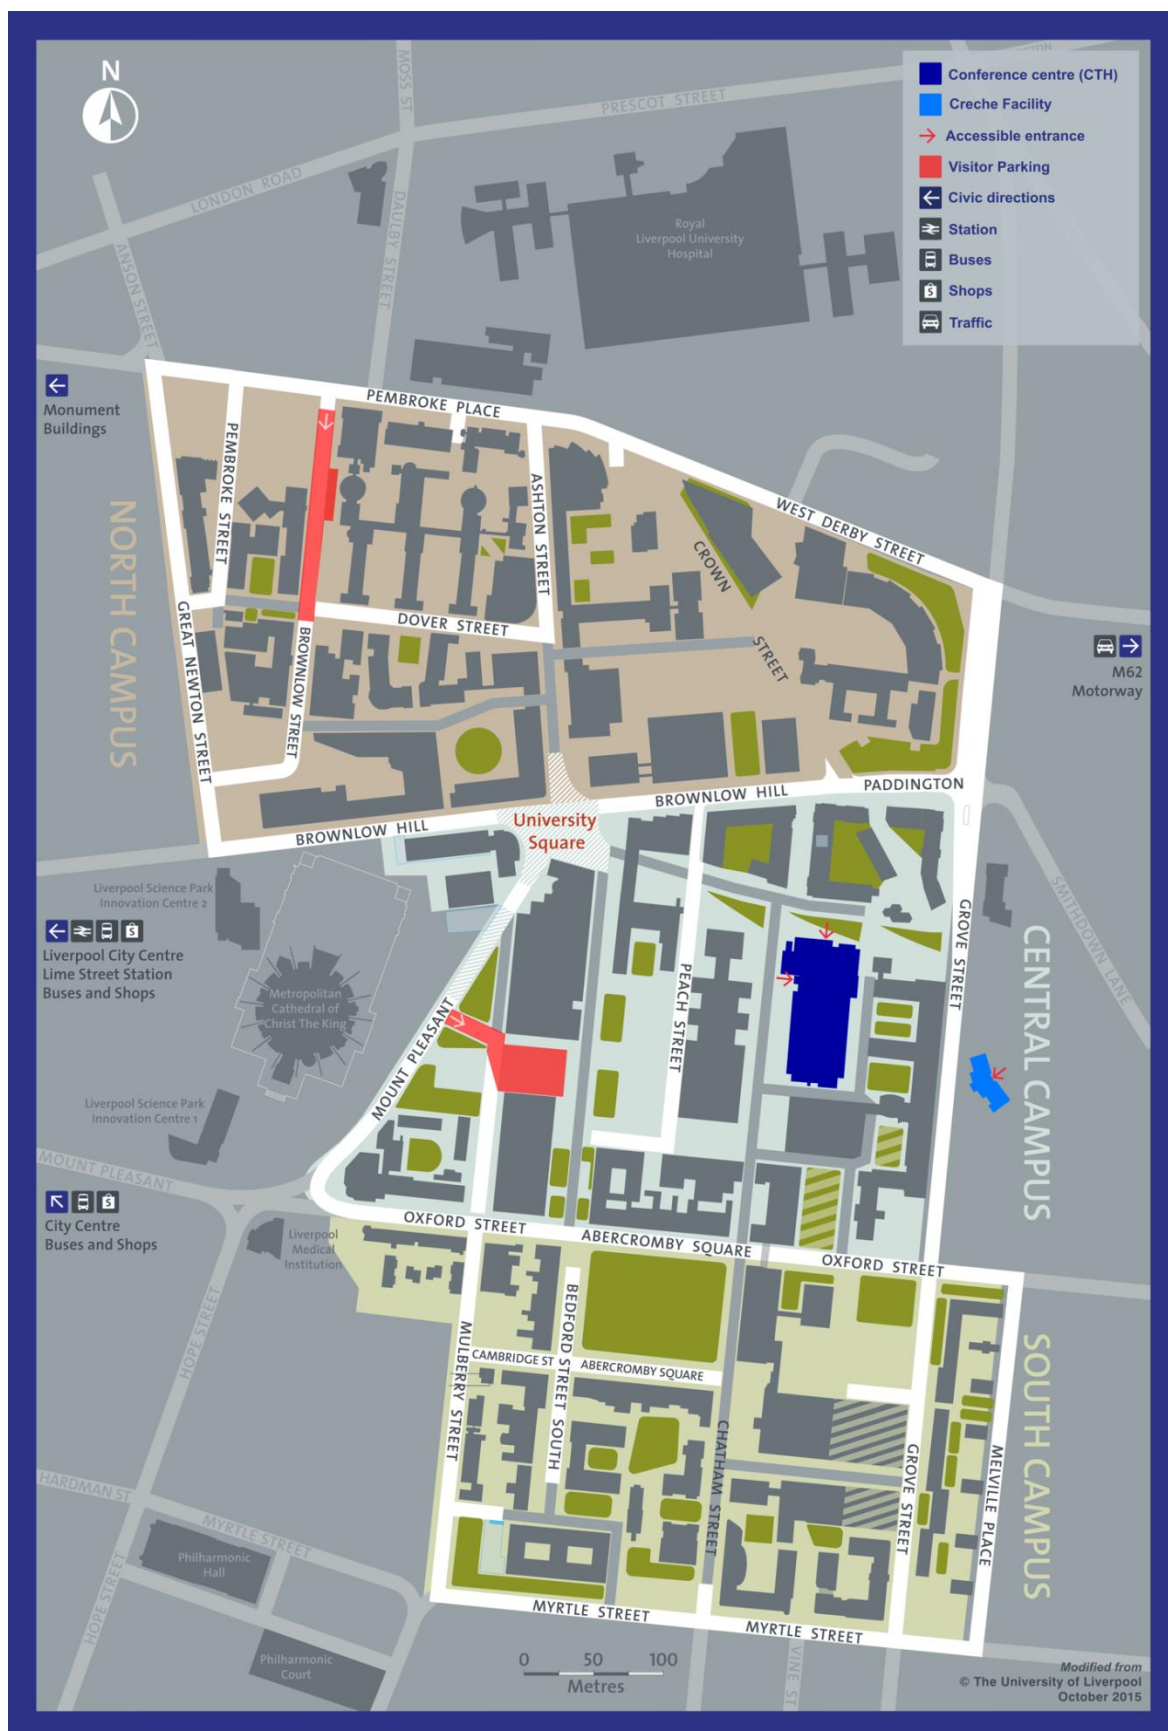 N
MOSS ST
PRESCOT STREET
LONDON ROAD
DAULBY STREET
ANSON STREET
Conference centre (CTH)
Creche Facility
Accessible entrance
Visitor Parking
Civic directions
Station
Buses
Shops
Traffic
Royal
Liverpool University
Hospital
Monument
Buildings
PEMBROKE PLACE
PEMBROKE STREET
ASHTON STREET
WEST DERBY STREET
CROWN
STREET
NORTH CAMPUS
GREAT NEWTON STREET
DOVER STREET
BROWNLOW STREET
M62
Motorway
PADDINGTON
BROWNLOW HILL
BROWNLOW HILL
University
Square
SMITHDOWN LANE
Liverpool Science Park
Innovation Centre 2
Liverpool City Centre
Lime Street Station
Buses and Shops
Metropolitan
Cathedral of
Christ The King
GROVE STREET
PEACH STREET
CENTRAL CAMPUS
MOUNT PLEASANT
Liverpool Science Park
Innovation Centre 1
MOUNT PLEASANT
City Centre
Buses and Shops
Liverpool
Medical
Institution
OXFORD STREET
ABERCROMBY SQUARE
OXFORD STREET
HOPE STREET
MULBERRY STREET
BEDFORD STREET SOUTH
CAMBRIDGE ST
ABERCROMBY SQUARE
CHATHAM STREET
GROVE STREET
MELVILLE PLACE
SOUTH CAMPUS
HARDMAN ST
MYRTLE STREET
Philharmonic
Hall
HOPE STREET
Philharmonic
Court
MYRTLE STREET
MYRTLE STREET
VINE ST
0 50 100
Metres
Modified from
© The University of Liverpool
October 2015